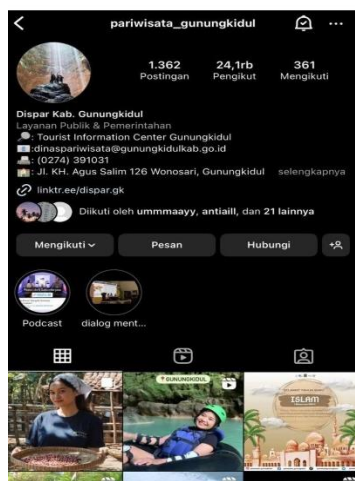 pariwisata_gunungkidul
1.362 24,1rb 361
Postingan Pengikut Mengikuti
Dispar Kab. Gunungkidul
Layanan Publik & Pemerintahan
: Tourist Information Center Gunungkidul
:dinaspariwisata@gunungkidulkab.go.id
: (0274) 391031
: Jl. KH. Agus Salim 126 Wonosari, Gunungkidul selengkapnya
linktr.ee/dispar.gk
Diikuti oleh ummmaayy, antiaill, dan 21 lainnya
Mengikuti Pesan Hubungi
Podcast dialog ment...
GUNUNGKIDUL
ISLAM